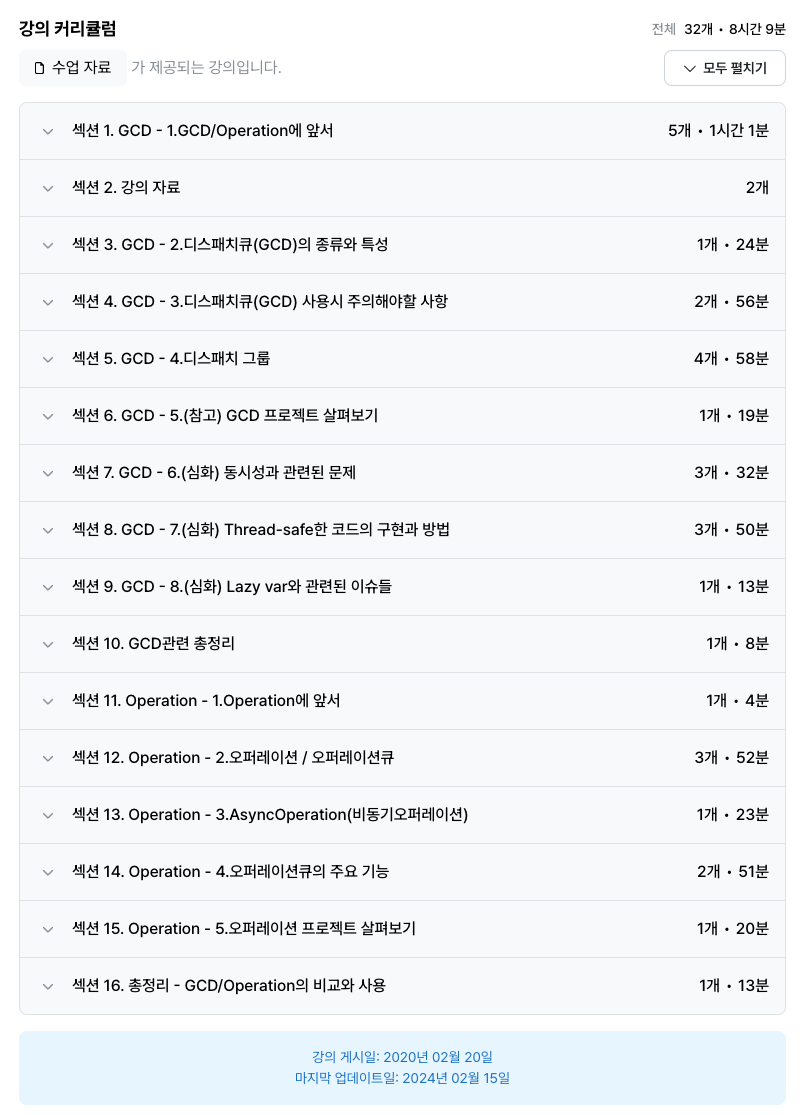 강의 커리큘럼
전체 32개 • 8시간 9분
수업 자료 가 제공되는 강의입니다.
모두 펼치기
섹션 1. GCD - 1.GCD/Operation에 앞서 5개 • 1시간 1분
섹션 2. 강의 자료 2개
섹션 3. GCD - 2.디스패치큐(GCD)의 종류와 특성 1개 • 24분
섹션 4. GCD - 3.디스패치큐(GCD) 사용시 주의해야할 사항 2개 • 56분
섹션 5. GCD - 4.디스패치 그룹 4개 • 58분
섹션 6. GCD - 5.(참고) GCD 프로젝트 살펴보기 1개 • 19분
섹션 7. GCD - 6.(심화) 동시성과 관련된 문제 3개 • 32분
섹션 8. GCD - 7.(심화) Thread-safe한 코드의 구현과 방법 3개 • 50분
섹션 9. GCD - 8.(심화) Lazy var와 관련된 이슈들 1개 • 13분
섹션 10. GCD관련 총정리 1개 • 8분
섹션 11. Operation - 1.Operation에 앞서 1개 • 4분
섹션 12. Operation - 2.오퍼레이션 / 오퍼레이션큐 3개 • 52분
섹션 13. Operation - 3.AsyncOperation(비동기오퍼레이션) 1개 • 23분
섹션 14. Operation - 4.오퍼레이션큐의 주요 기능 2개 • 51분
섹션 15. Operation - 5.오퍼레이션 프로젝트 살펴보기 1개 • 20분
섹션 16. 총정리 - GCD/Operation의 비교와 사용 1개 • 13분
강의 게시일: 2020년 02월 20일
마지막 업데이트일: 2024년 02월 15일